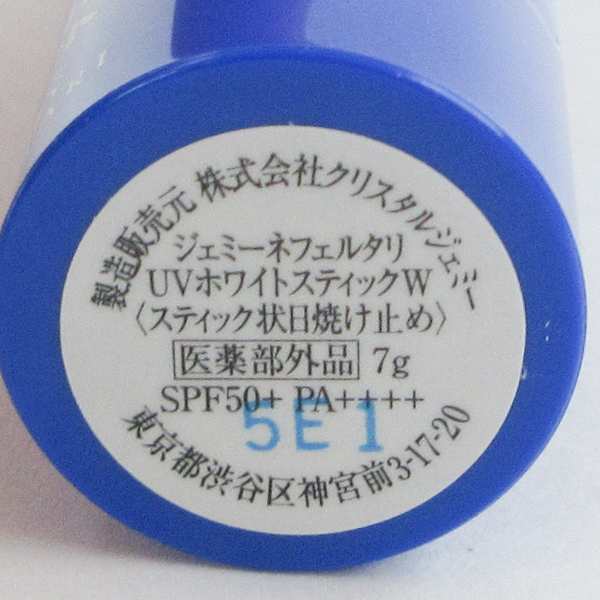 製造販売元 株式会社クリスタルジェミー
ジェミーネフェルタリ
UVホワイトスティックW
〈スティック状日焼け止め〉
医薬部外品 7g
SPF50+ PA++++
5E1
東京都渋谷区神宮前3-17-20